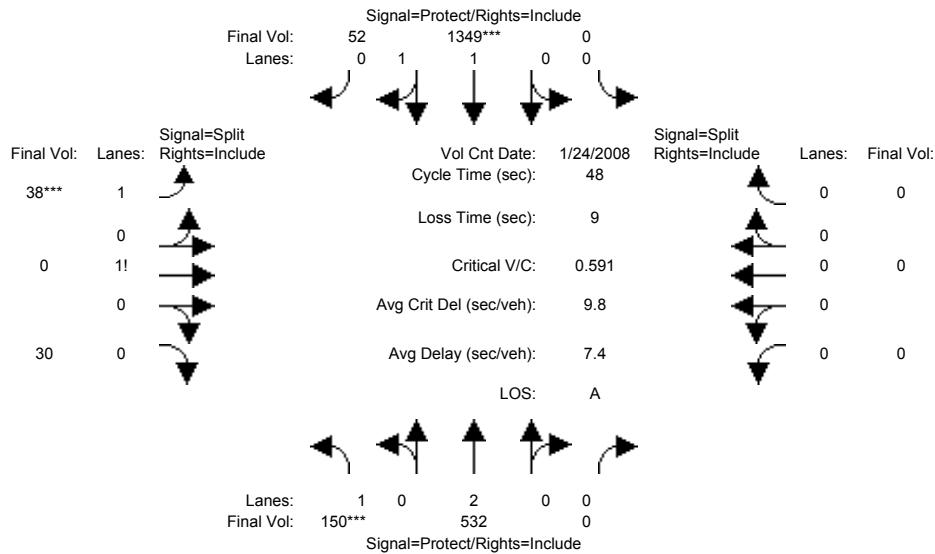 Signal=Protect/Rights=Include
Final Vol: 52 1349*** 0
Lanes: 0 1 1 0 0
Signal=Split Signal=Split
Final Vol: Lanes: Rights=Include Vol Cnt Date: 1/24/2008 Rights=Include Lanes: Final Vol:
Cycle Time (sec): 48
38*** 1 0 0
Loss Time (sec): 9
0 0
0 1! Critical V/C: 0.591 0 0
0 Avg Crit Del (sec/veh): 9.8 0
30 0 Avg Delay (sec/veh): 7.4 0 0
LOS: A
Lanes: 1 0 2 0 0
Final Vol: 150*** 532 0
Signal=Protect/Rights=Include